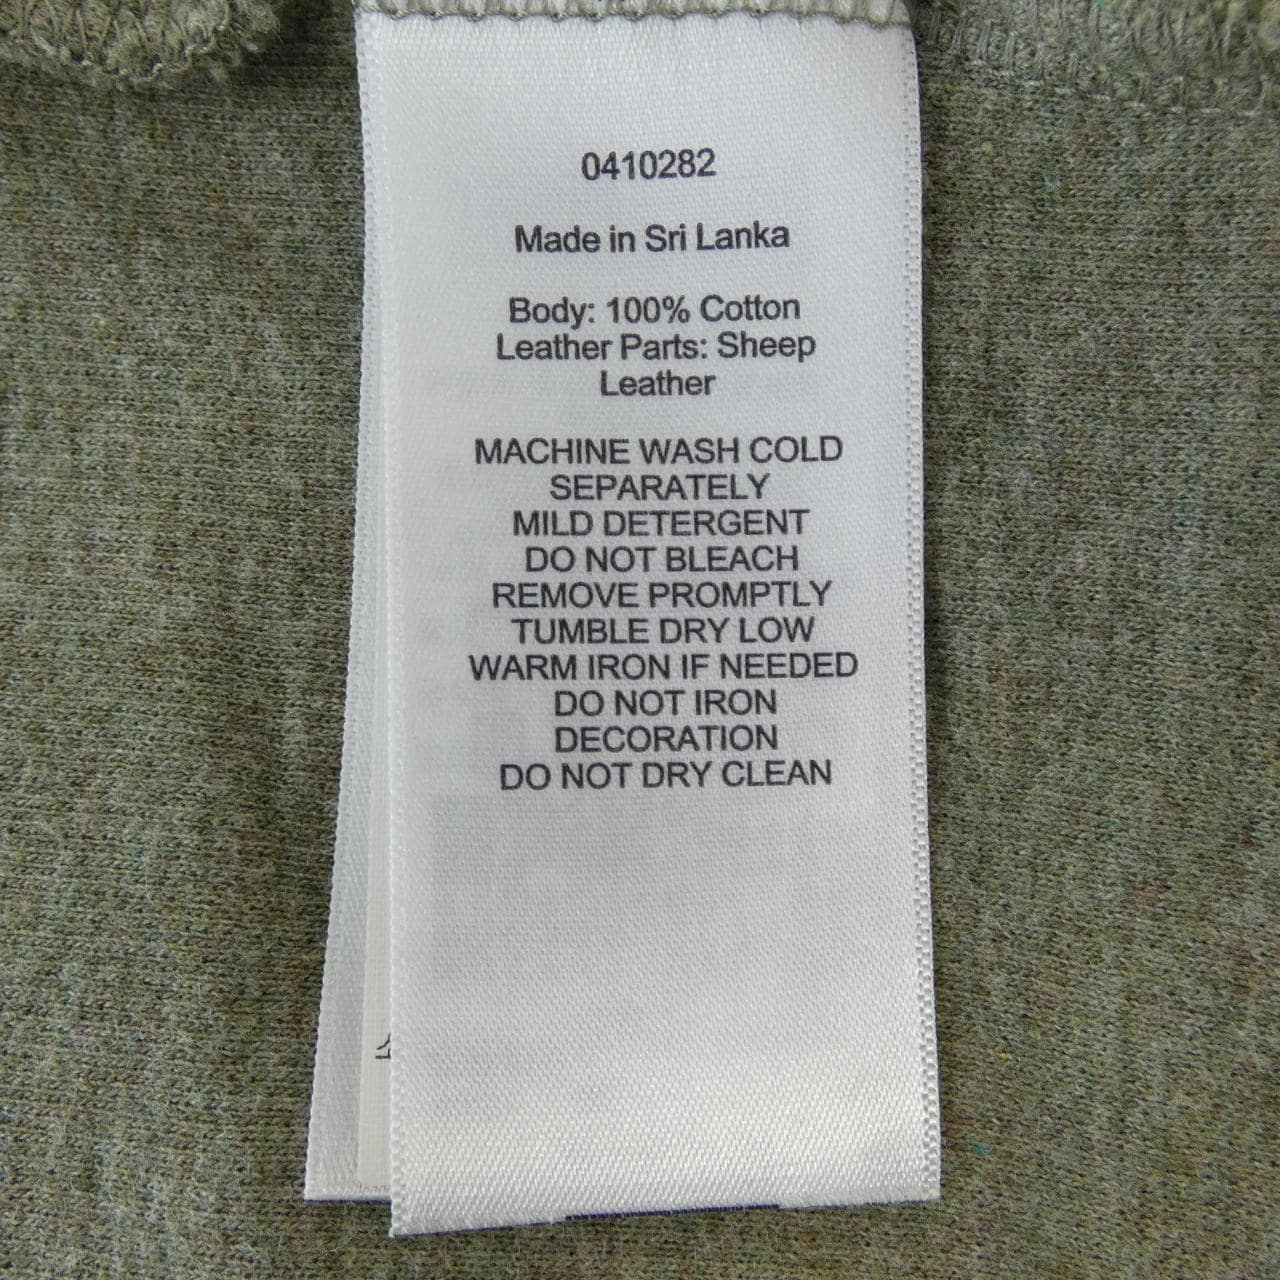 0410282
Made in Sri Lanka
Body: 100% Cotton
Leather Parts: Sheep
Leather
MACHINE WASH COLD
SEPARATELY
MILD DETERGENT
DO NOT BLEACH
REMOVE PROMPTLY
TUMBLE DRY LOW
WARM IRON IF NEEDED
DO NOT IRON
DECORATION
DO NOT DRY CLEAN